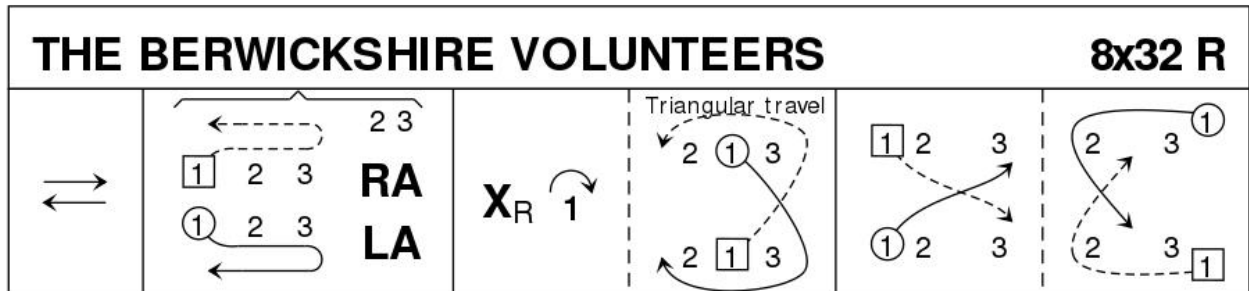 THE BERWICKSHIRE VOLUNTEERS 8x32 R
2 3
1 2 3 RA
1 2 3 LA
X R 1
Triangular travel
2 1 3
2 1 3
1 2 3
1 2 3
1
2 3
2 3
1